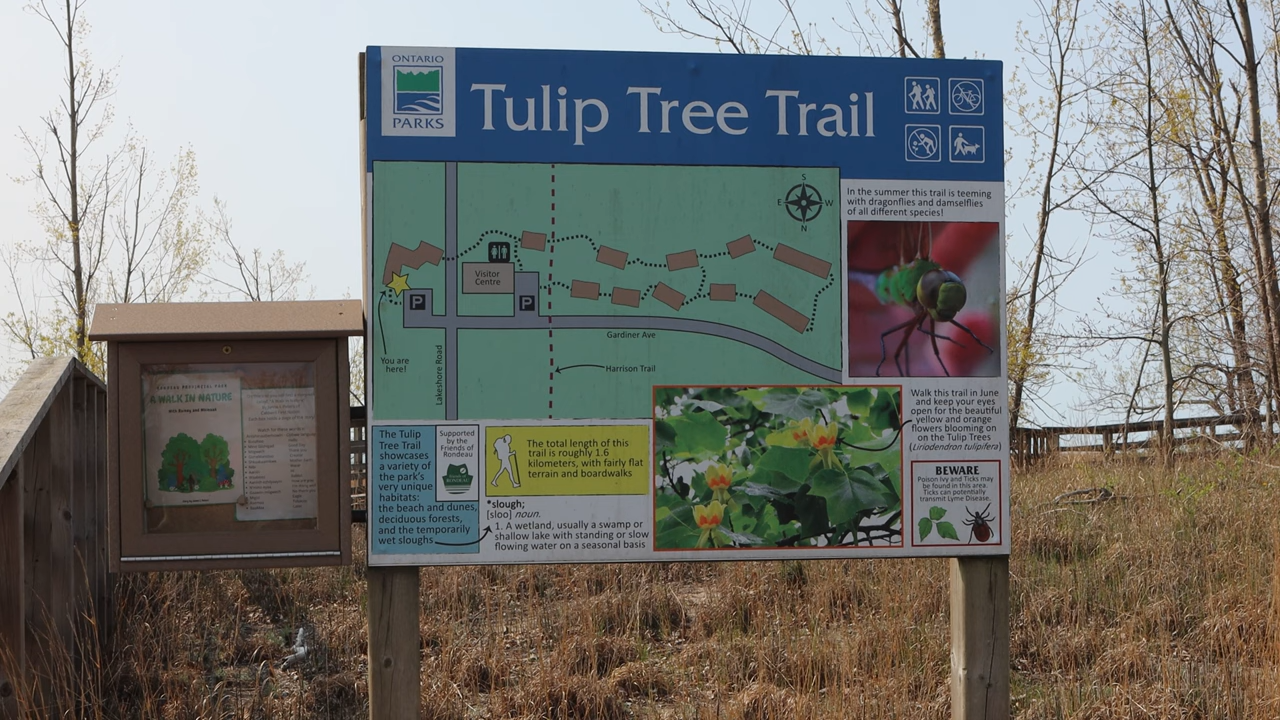 ONTARIO
PARKS
Tulip Tree Trail
S
E
W
N
Visitor
Centre
P
P
You are
here!
Lakeshore Road
Gardiner Ave
Harrison Trail
In the summer this trail is teeming
with dragonflies and damselflies
of all different species!
Walk this trail in June
and keep your eyes
open for the beautiful
yellow and orange
flowers blooming on
on the Tulip Trees
(Liriodendron tulipifera)
The Tulip
Tree Trail
showcases
a variety of
the park's
very unique
habitats:
the beach and dunes,
deciduous forests,
and the temporarily
wet sloughs
Supported
by the
Friends of
Rondeau
The total length of this
trail is roughly 1.6
kilometers, with fairly flat
terrain and boardwalks
*slough;
[sloo] noun.
1. A wetland, usually a swamp or
shallow lake with standing or slow
flowing water on a seasonal basis
BEWARE
Poison Ivy and Ticks may
be found in this area.
Ticks can potentially
transmit Lyme Disease.
A WALK IN NATURE